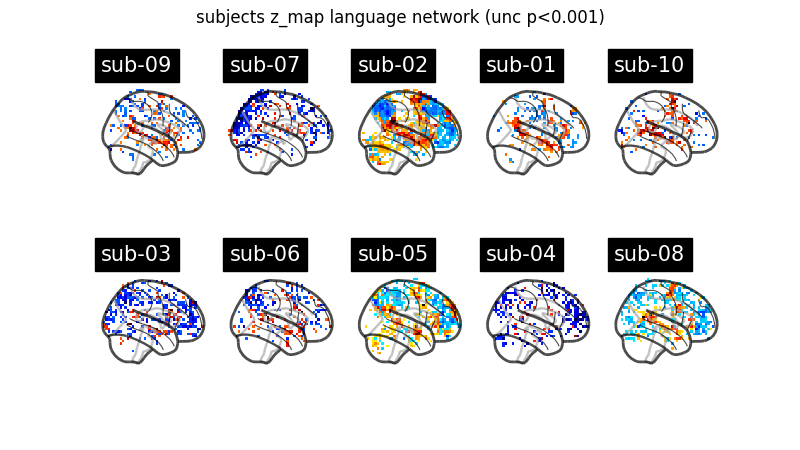 subjects z_map language network (unc p<0.001)
sub-09
sub-07
sub-02
sub-01
sub-10
sub-03
sub-06
sub-05
sub-04
sub-08